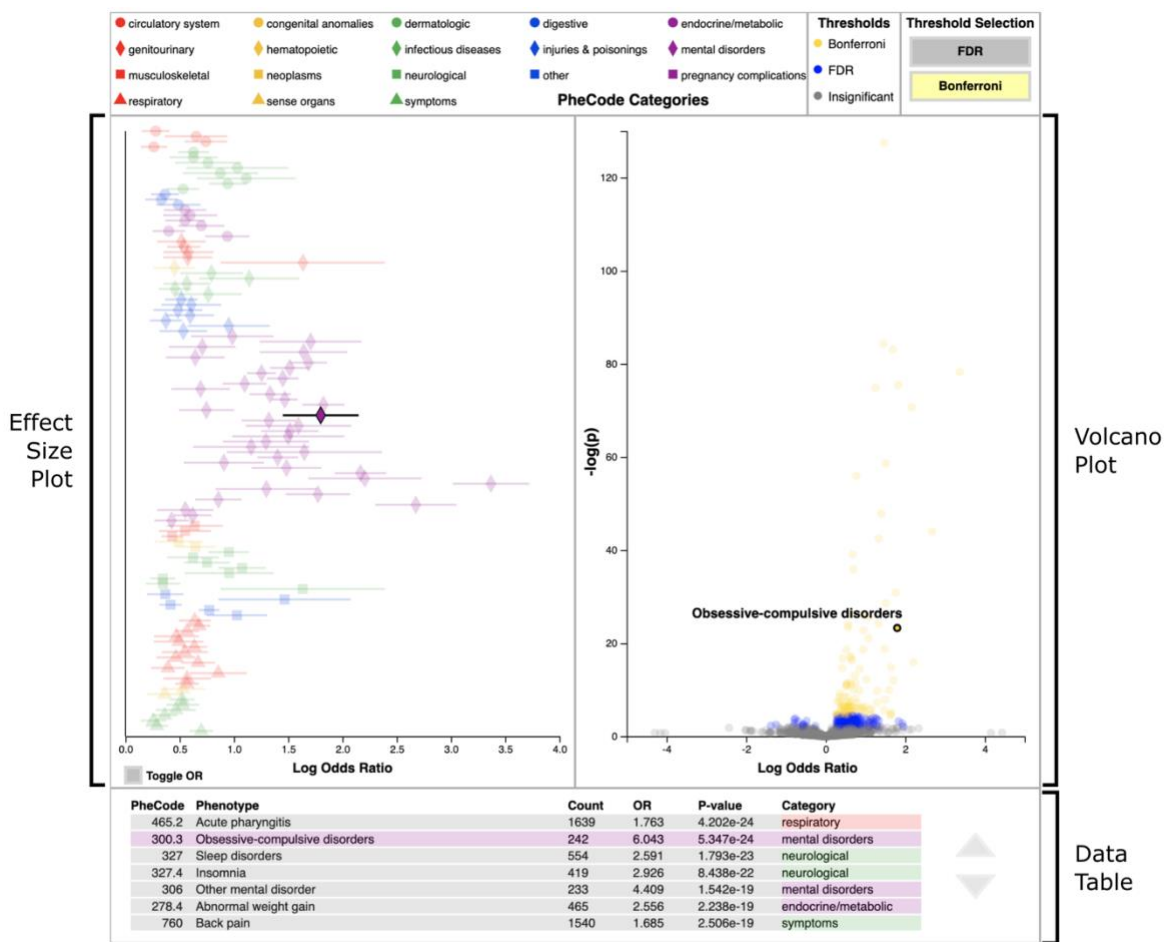 circulatory system congenital anomalies dermatologic digestive endocrine/metabolic
genitourinary hematopoietic infectious diseases injuries & poisonings mental disorders
musculoskeletal neoplasms neurological other pregnancy complications
respiratory sense organs symptoms
PheCode Categories
Thresholds
Bonferroni
FDR
Insignificant
Threshold Selection
FDR
Bonferroni
Effect
Size
Plot
0.0 0.5 1.0 1.5 2.0 2.5 3.0 3.5 4.0
Log Odds Ratio
Toggle OR
-log(p)
120
100
80
60
40
20
0
Obsessive-compulsive disorders
-4 -2 0 2 4
Log Odds Ratio
Volcano
Plot
PheCode Phenotype Count OR P-value Category
465.2 Acute pharyngitis 1639 1.763 4.202e-24 respiratory
300.3 Obsessive-compulsive disorders 242 6.043 5.347e-24 mental disorders
327 Sleep disorders 554 2.591 1.793e-23 neurological
327.4 Insomnia 419 2.926 8.438e-22 neurological
306 Other mental disorder 233 4.409 1.542e-19 mental disorders
278.4 Abnormal weight gain 465 2.556 2.238e-19 endocrine/metabolic
760 Back pain 1540 1.685 2.506e-19 symptoms
Data
Table